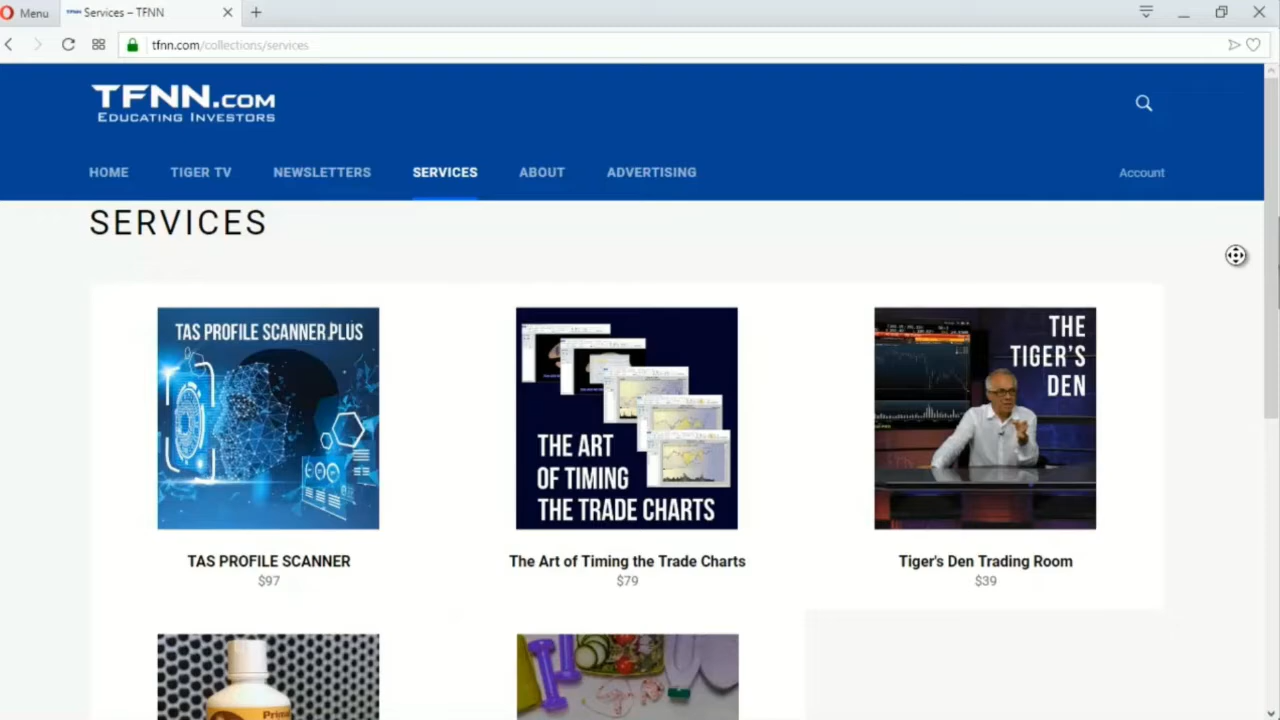 Menu
Services – TFNN
tfnn.com/collections/services
TFNN.COM
EDUCATING INVESTORS
HOME
TIGER TV
NEWSLETTERS
SERVICES
ABOUT
ADVERTISING
Account
SERVICES
TAS PROFILE SCANNER PLUS
THE ART
OF TIMING
THE TRADE CHARTS
THE
TIGER'S
DEN
TAS PROFILE SCANNER
$97
The Art of Timing the Trade Charts
$79
Tiger's Den Trading Room
$39